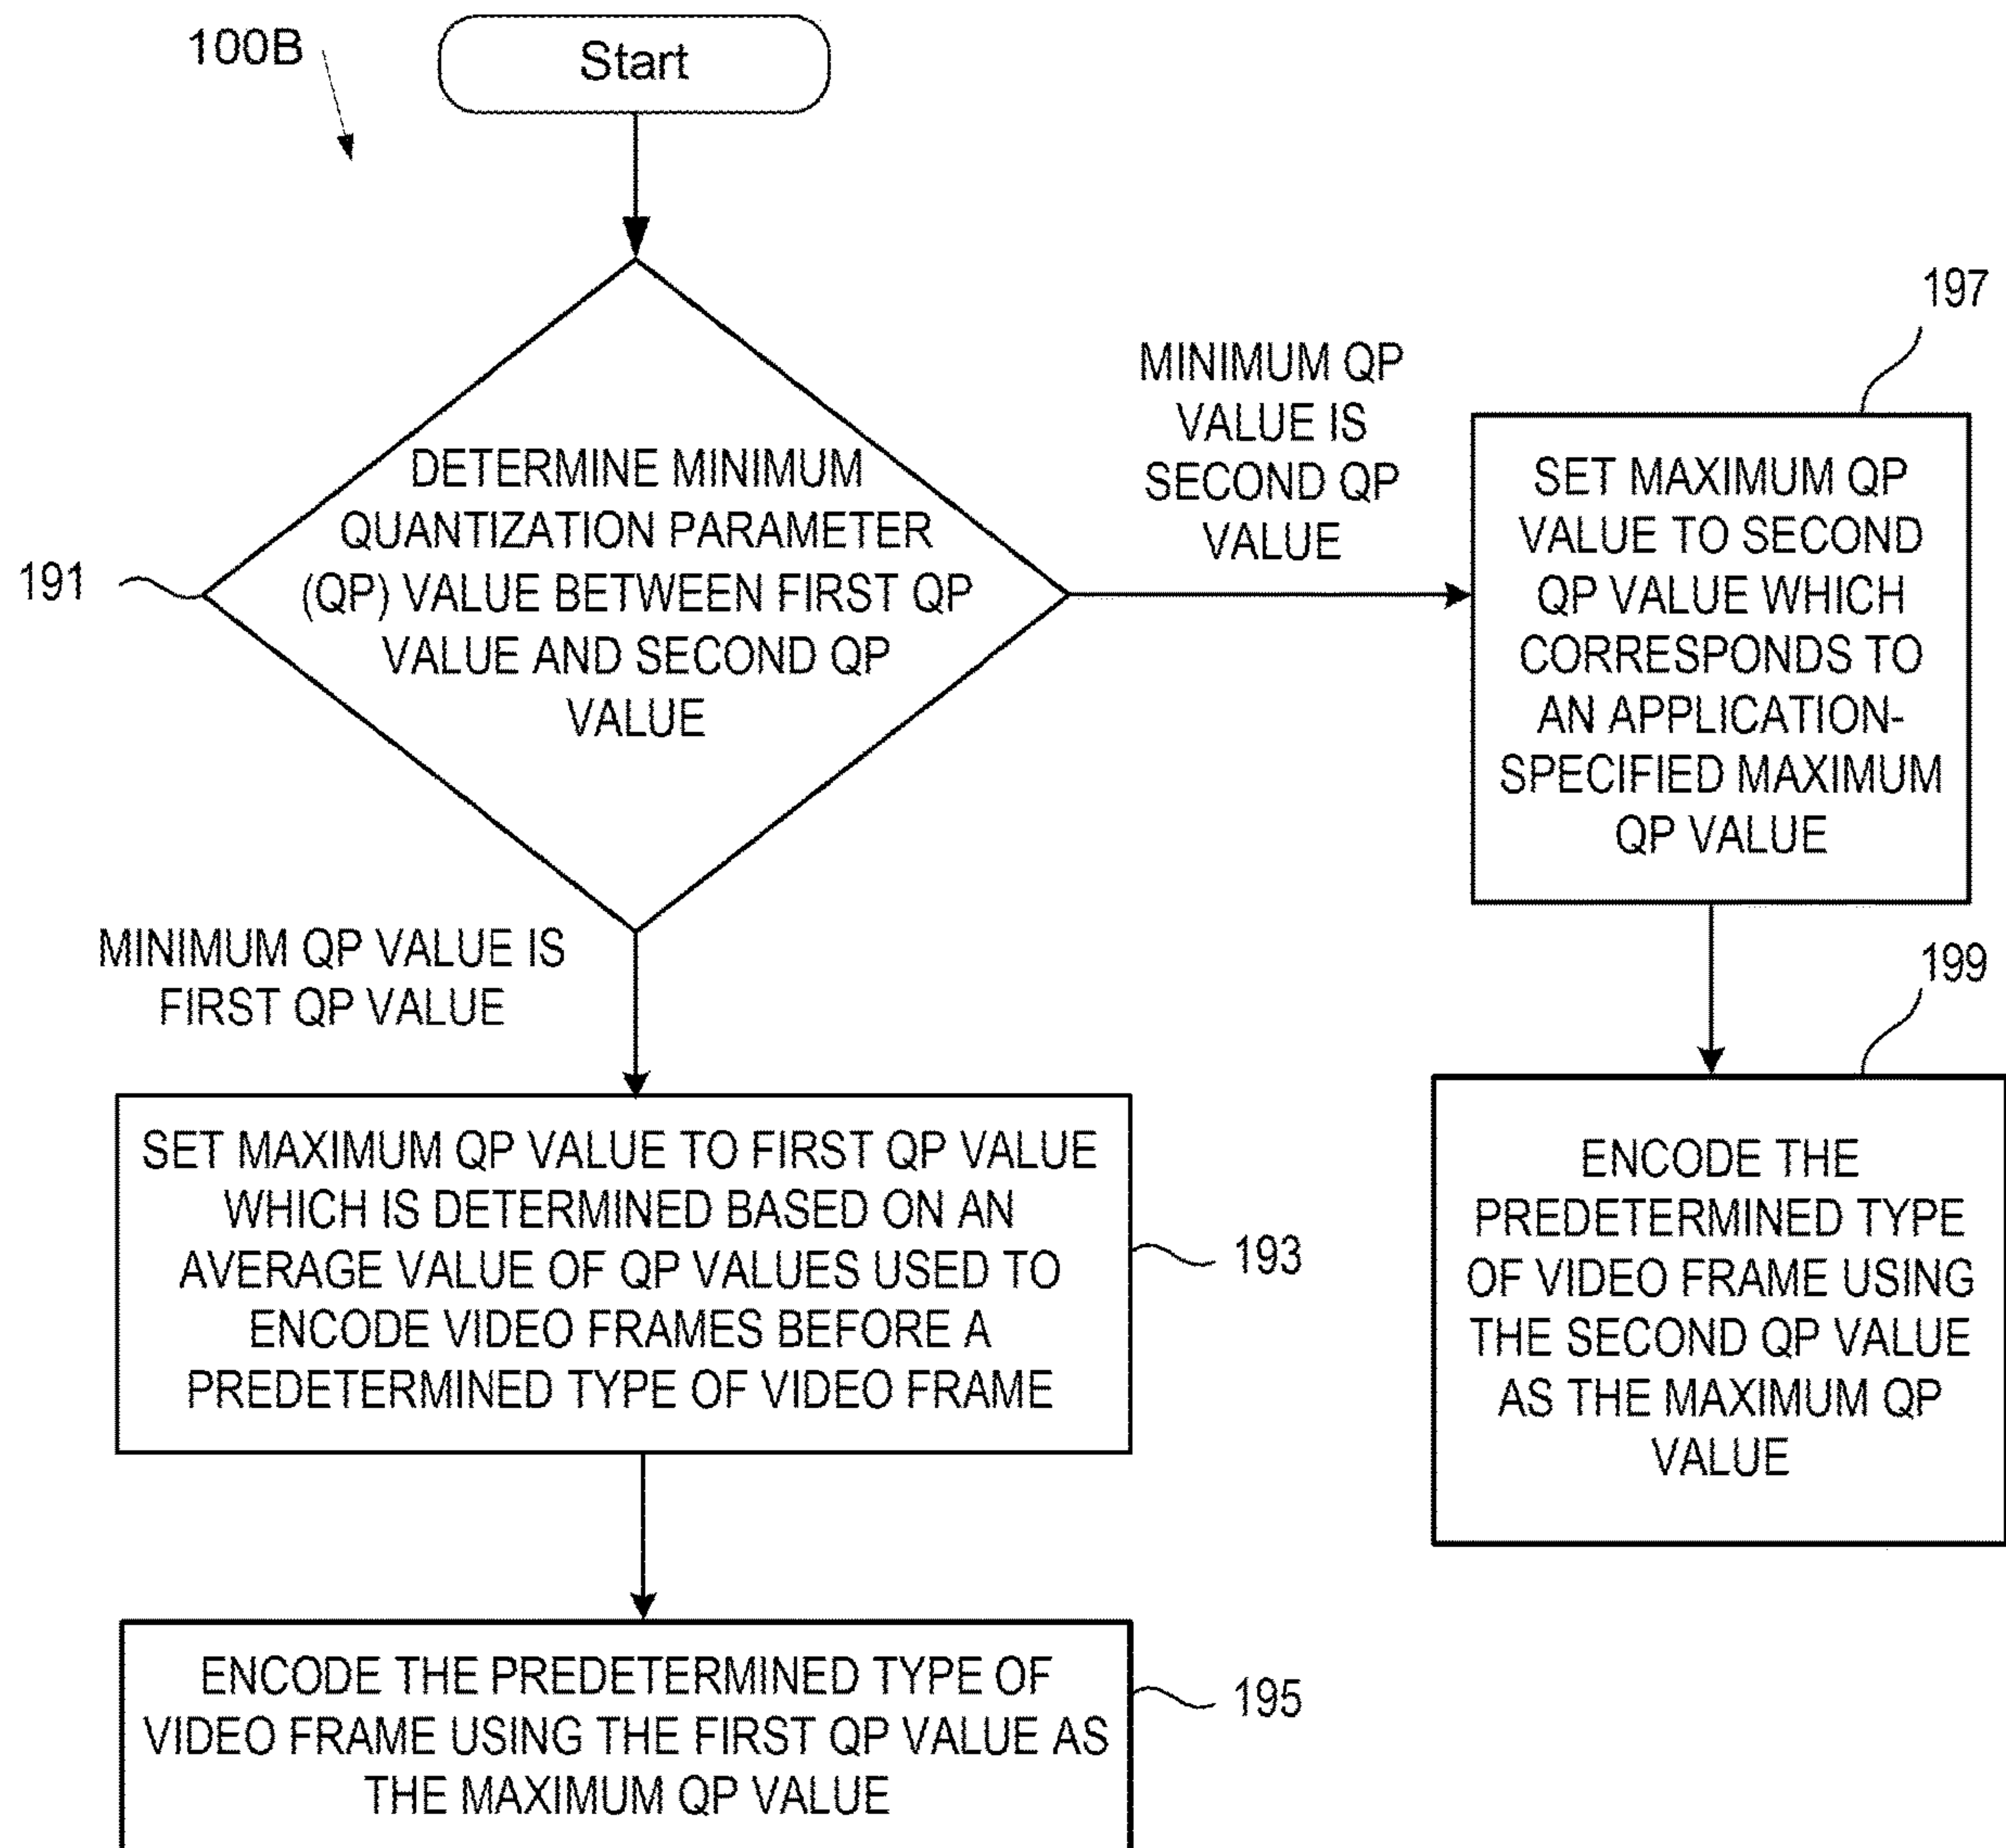 100B
Start
191
DETERMINE MINIMUM
QUANTIZATION PARAMETER
(QP) VALUE BETWEEN FIRST QP
VALUE AND SECOND QP
VALUE
MINIMUM QP
VALUE IS
SECOND QP
VALUE
197
SET MAXIMUM QP
VALUE TO SECOND
QP VALUE WHICH
CORRESPONDS TO
AN APPLICATION-
SPECIFIED MAXIMUM
QP VALUE
MINIMUM QP VALUE IS
FIRST QP VALUE
199
ENCODE THE
PREDETERMINED TYPE
OF VIDEO FRAME USING
THE SECOND QP VALUE
AS THE MAXIMUM QP
VALUE
SET MAXIMUM QP VALUE TO FIRST QP VALUE
WHICH IS DETERMINED BASED ON AN
AVERAGE VALUE OF QP VALUES USED TO
ENCODE VIDEO FRAMES BEFORE A
PREDETERMINED TYPE OF VIDEO FRAME
193
ENCODE THE PREDETERMINED TYPE OF
VIDEO FRAME USING THE FIRST QP VALUE AS
THE MAXIMUM QP VALUE
195